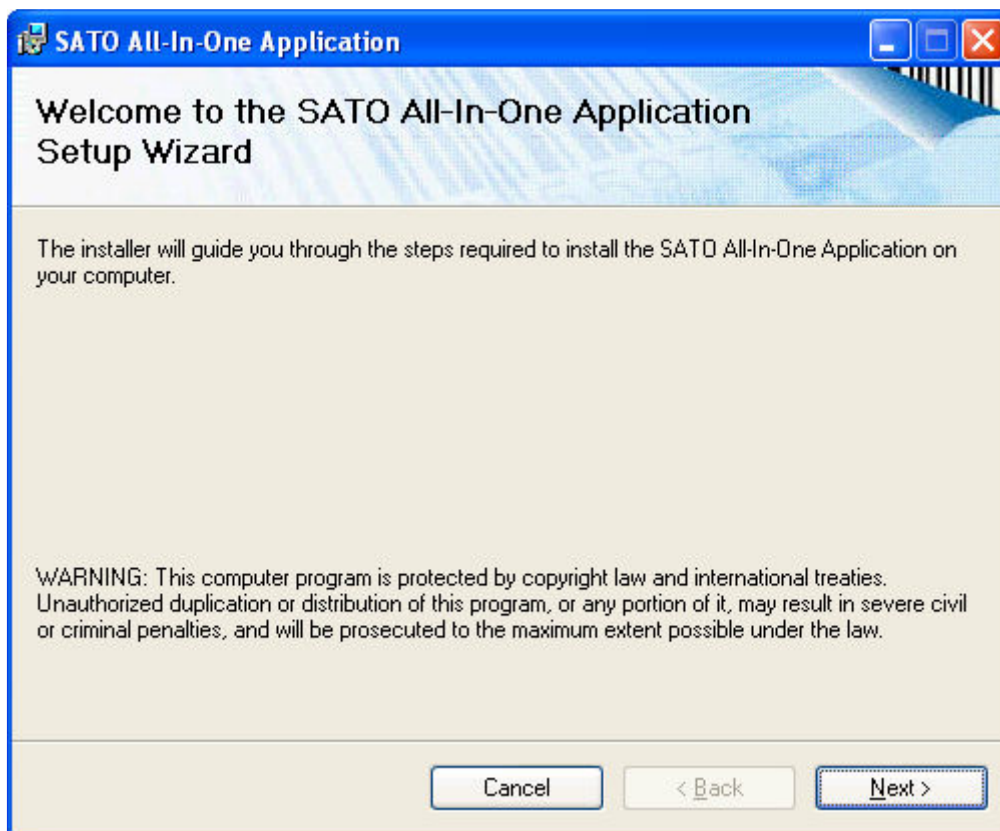 SATO All-In-One Application
Welcome to the SATO All-In-One Application
Setup Wizard
The installer will guide you through the steps required to install the SATO All-In-One Application on
your computer.
WARNING: This computer program is protected by copyright law and international treaties.
Unauthorized duplication or distribution of this program, or any portion of it, may result in severe civil
or criminal penalties, and will be prosecuted to the maximum extent possible under the law.
Cancel
< Back
Next >